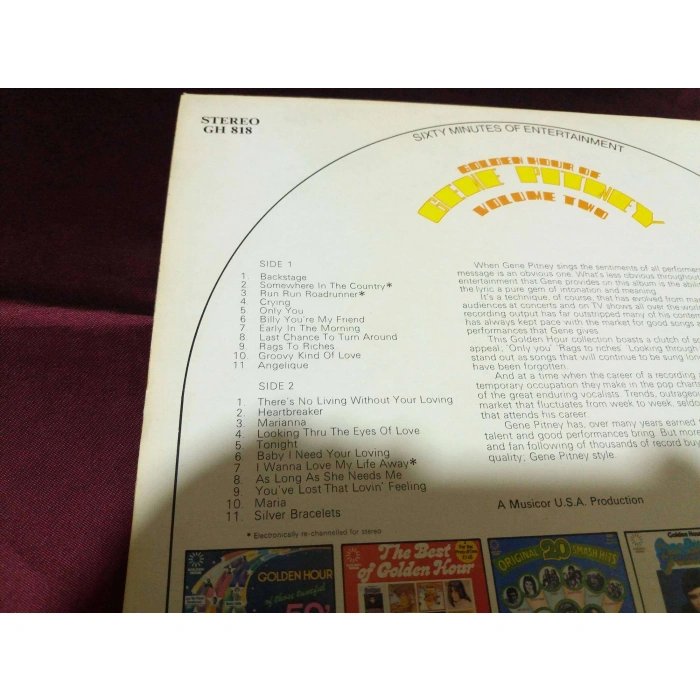 STEREO
GH 818
SIXTY MINUTES OF ENTERTAINMENT
GOLDEN HOUR OF
GENE PITNEY
VOLUME TWO
SIDE 1
1. Backstage
2. Somewhere In The Country*
3. Run Run Roadrunner*
4. Crying
5. Only You
6. Billy You're My Friend
7. Early In The Morning
8. Last Chance To Turn Around
9. Rags To Riches
10. Groovy Kind Of Love
11 Angelique
SIDE 2
1. There's No Living Without Your Loving
2. Heartbreaker
3. Marianna
4. Looking Thru The Eyes Of Love
5. Tonight
6. Baby I Need Your Loving
7. I Wanna Love My Life Away*
8. As Long As She Needs Me
9. You've Lost That Lovin' Feeling
10. Maria
11. Silver Bracelets
* Electronically re-channelled for stereo
When Gene Pitney sings the sentiments of all performers
message is an obvious one. What's less obvious throughout
entertainment that Gene provides on this album is the
the lyric a pure gem of intonation and meaning.
It's a technique, of course, that has evolved from
audiences at concerts and on TV shows all over the world
recording output has far outstripped many of his
has always kept pace with the market for good songs
performances that Gene gives.
This Golden Hour collection boasts a clutch of
appeal, 'Only you' 'Rags to riches' 'Looking through
stand out as songs that will continue to be sung long
have been forgotten.
And at a time when the career of a recording
temporary occupation they make in the pop charts
of the great enduring vocalists. Trends, outrageous
market that fluctuates from week to week, seldom
that attends his career.
Gene Pitney has, over many years earned
talent and good performances bring. But more
and fan following of thousands of record
quality; Gene Pitney style.
A Musicor U.S.A. Production
GOLDEN HOUR
of those tuneful
50's
The Best
of Golden Hour
ORIGINAL 20 SMASH HITS
Golden Hour